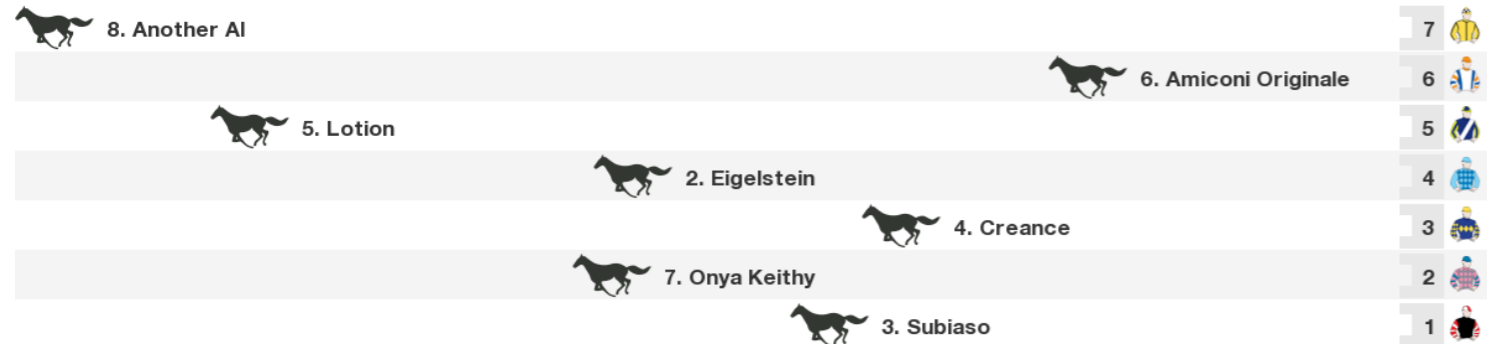 8. Another Al 7
6. Amiconi Originale 6
5. Lotion 5
2. Eigelstein 4
4. Creance 3
7. Onya Keithy 2
3. Subiaso 1